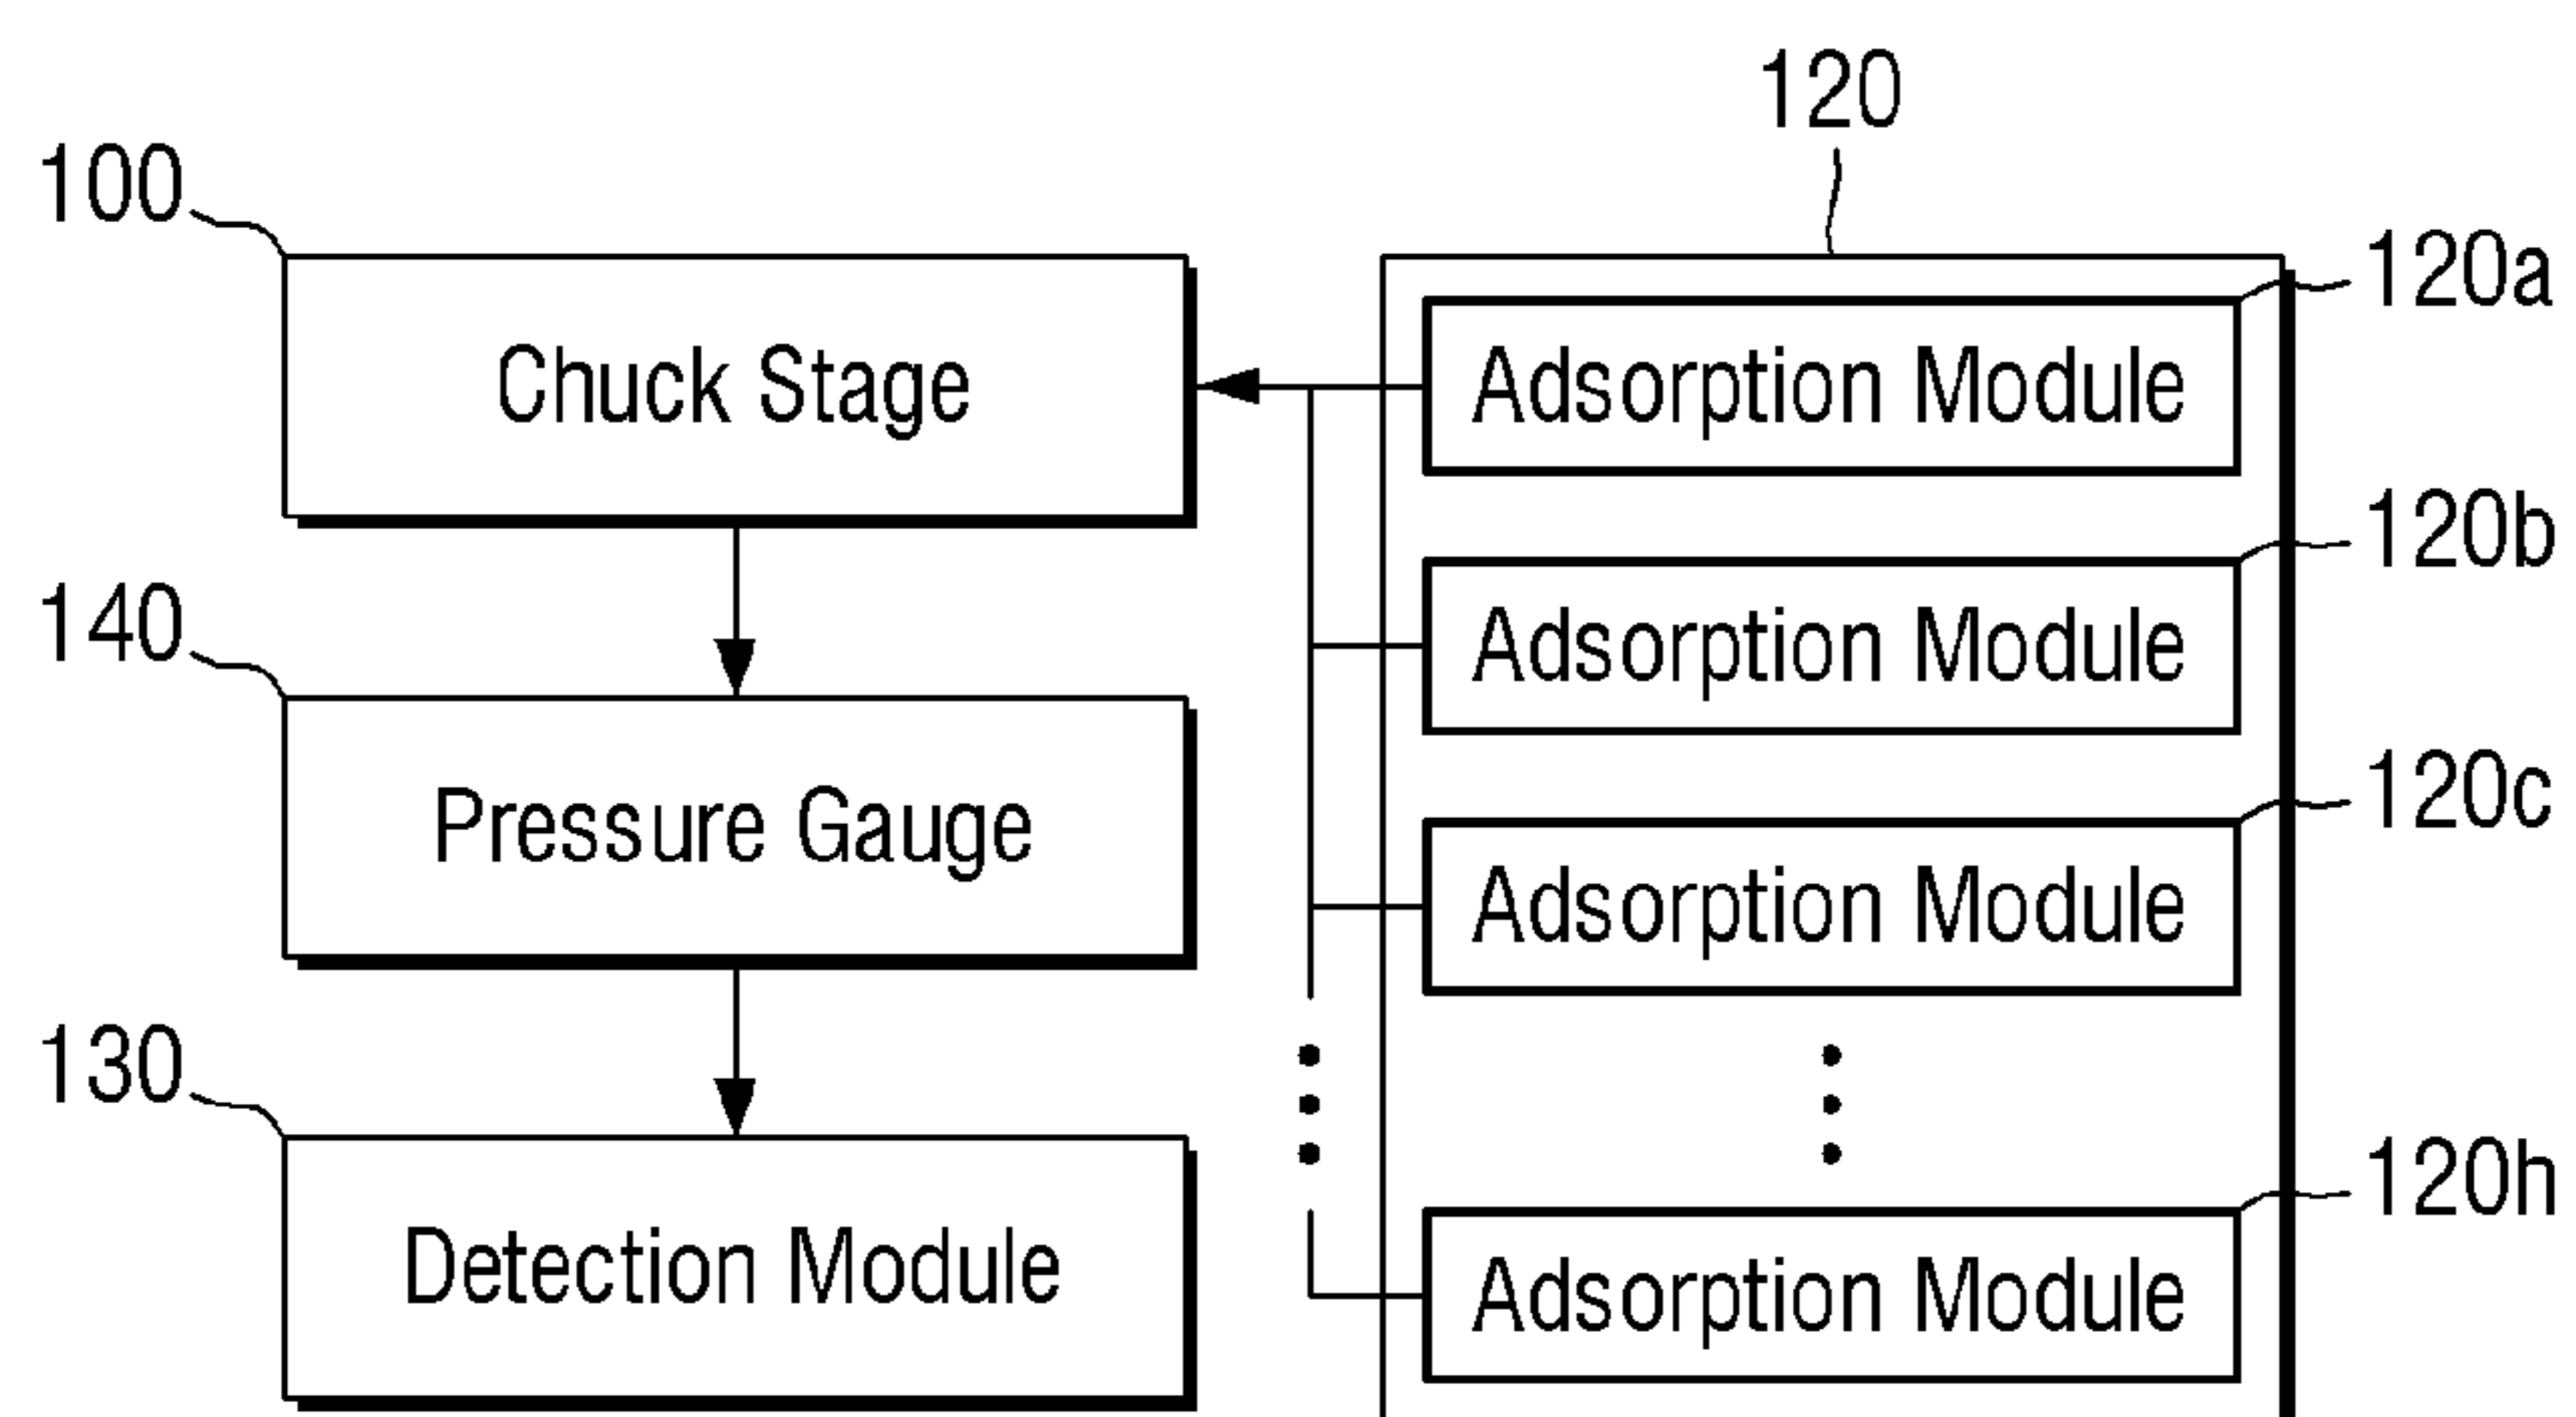 120
100
120a
Chuck Stage
Adsorption Module
120b
140
Adsorption Module
120c
Pressure Gauge
Adsorption Module
130
120h
Detection Module
Adsorption Module